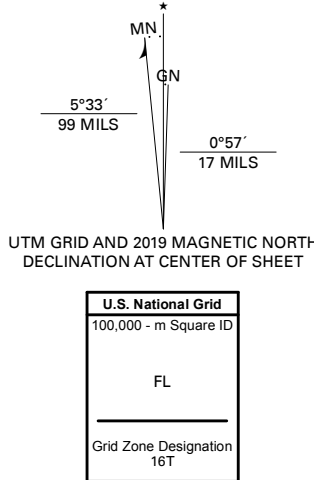 ★
MN
GN
5°33´
99 MILS
0°57´
17 MILS
UTM GRID AND 2019 MAGNETIC NORTH
DECLINATION AT CENTER OF SHEET
U.S. National Grid
100,000 - m Square ID
FL
Grid Zone Designation
16T